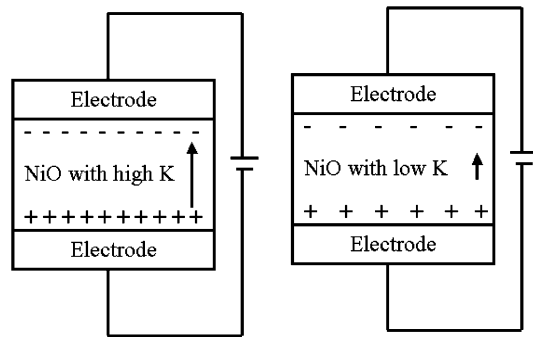 Electrode
- - - - - - - - - -
NiO with high K
+ + + + + + + + + +
Electrode
Electrode
- - - - - -
NiO with low K
+ + + + + +
Electrode